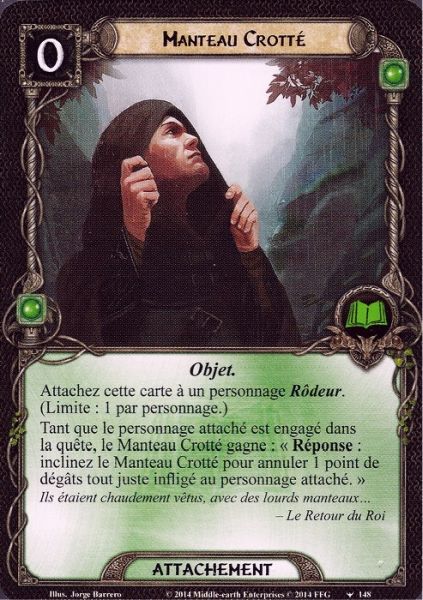 0
MANTEAU CROTTÉ
Objet.
Attachez cette carte à un personnage Rôdeur.
(Limite : 1 par personnage.)
Tant que le personnage attaché est engagé dans
la quête, le Manteau Crotté gagne : « Réponse :
inclinez le Manteau Crotté pour annuler 1 point de
dégâts tout juste infligé au personnage attaché. »
Ils étaient chaudement vêtus, avec des lourds manteaux…
– Le Retour du Roi
ATTACHEMENT
Illus. Jorge Barrero © 2014 Middle-earth Enterprises © 2014 FFG 148